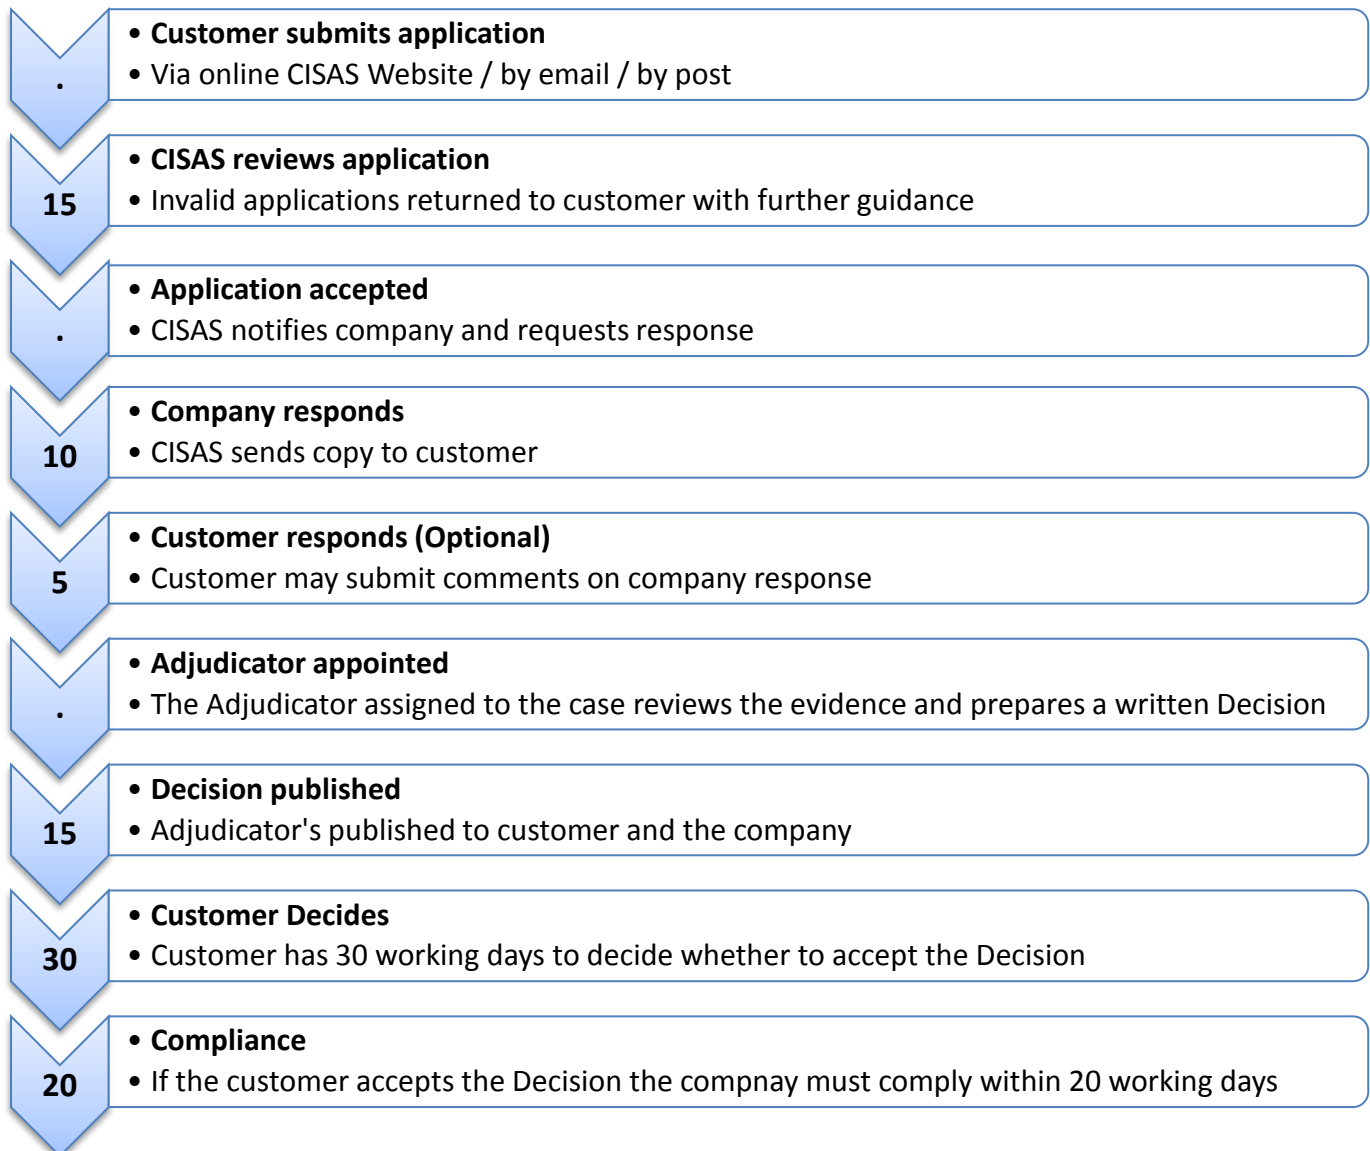 .
• Customer submits application
• Via online CISAS Website / by email / by post
15
• CISAS reviews application
• Invalid applications returned to customer with further guidance
.
• Application accepted
• CISAS notifies company and requests response
10
• Company responds
• CISAS sends copy to customer
5
• Customer responds (Optional)
• Customer may submit comments on company response
.
• Adjudicator appointed
• The Adjudicator assigned to the case reviews the evidence and prepares a written Decision
15
• Decision published
• Adjudicator's published to customer and the company
30
• Customer Decides
• Customer has 30 working days to decide whether to accept the Decision
20
• Compliance
• If the customer accepts the Decision the compnay must comply within 20 working days